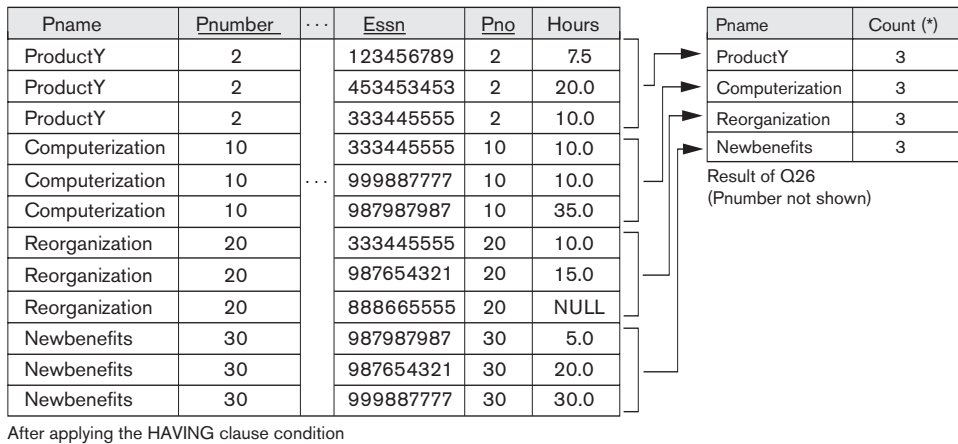 Pname Pnumber ... Essn Pno Hours
ProductY 2 123456789 2 7.5
ProductY 2 453453453 2 20.0
ProductY 2 333445555 2 10.0
Computerization 10 333445555 10 10.0
Computerization 10 ... 999887777 10 10.0
Computerization 10 987987987 10 35.0
Reorganization 20 333445555 20 10.0
Reorganization 20 987654321 20 15.0
Reorganization 20 888665555 20 NULL
Newbenefits 30 987987987 30 5.0
Newbenefits 30 987654321 30 20.0
Newbenefits 30 999887777 30 30.0
After applying the HAVING clause condition
Pname Count (*)
ProductY 3
Computerization 3
Reorganization 3
Newbenefits 3
Result of Q26
(Pnumber not shown)